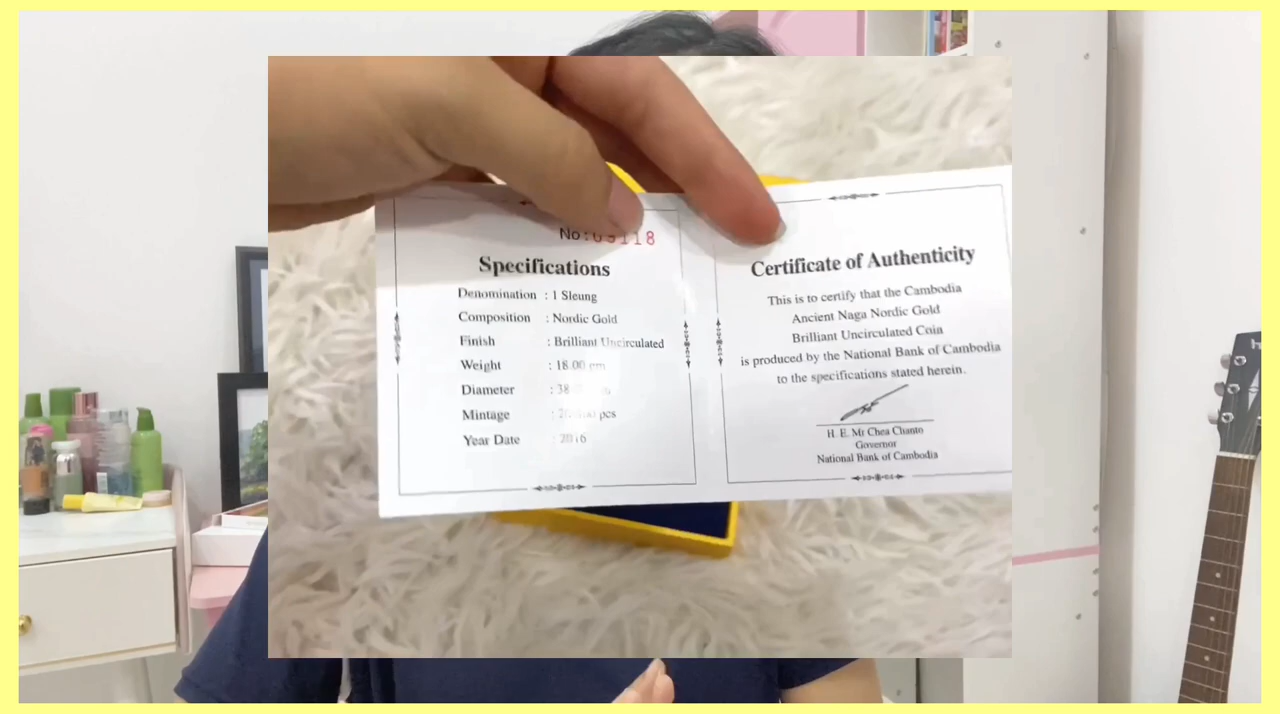 No:
Specifications
Denomination : 1 Sleung
Composition : Nordic Gold
Finish : Brilliant Uncirculated
Weight : 18.00 gm
Diameter
Mintage : pcs
Year Date : 2016
Certificate of Authenticity
This is to certify that the Cambodia
Ancient Naga Nordic Gold
Brilliant Uncirculated Coin
is produced by the National Bank of Cambodia
to the specifications stated herein.
H. E. Mr Chea Chanto
Governor
National Bank of Cambodia